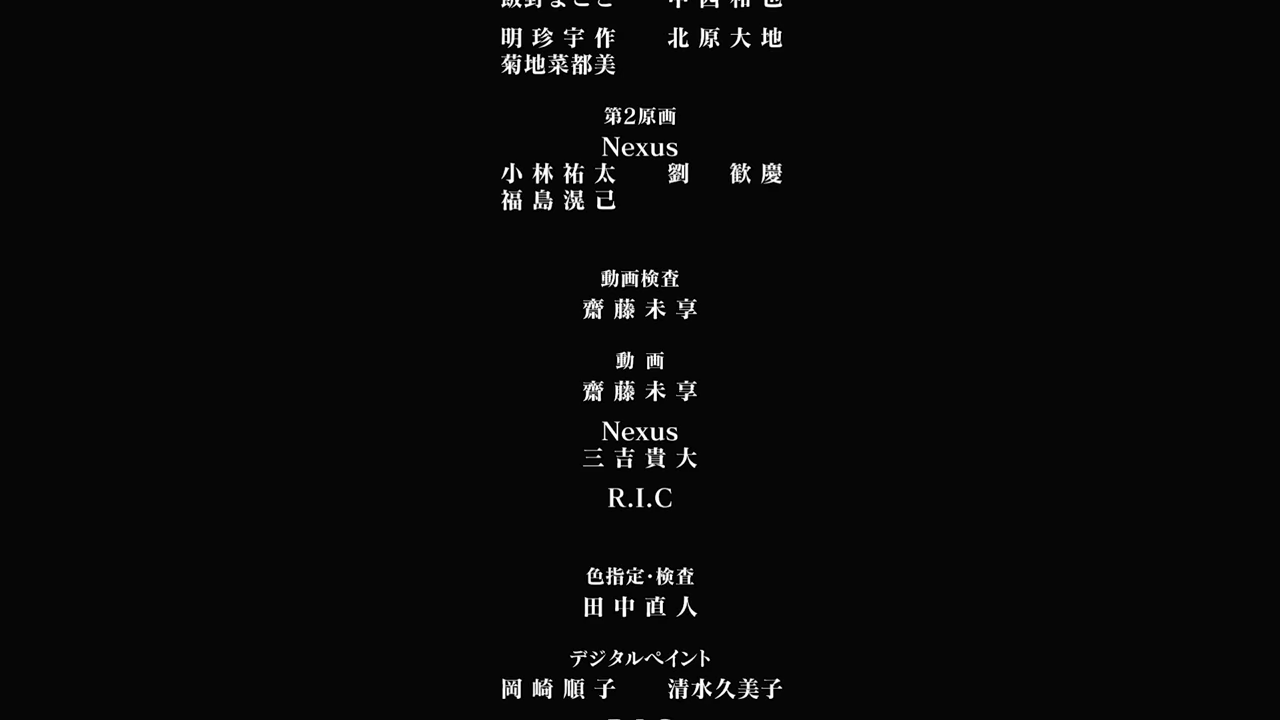 明珍宇作 北原大地
菊地菜都美
第2原画
Nexus
小林祐太 劉 歓慶
福島滉己
動画検査
齋藤未享
動 画
齋藤未享
Nexus
三吉貴大
R.I.C
色指定・検査
田中直人
デジタルペイント
岡崎順子 清水久美子